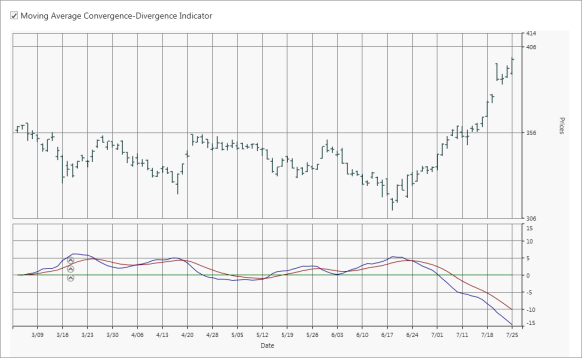 Moving Average Convergence-Divergence Indicator
414
406
356
306
Prices
15
10
5
0
-5
-10
-15
3/09 3/16 3/23 3/30 4/06 4/13 4/20 4/28 5/05 5/12 5/19 5/26 6/03 6/10 6/17 6/24 7/01 7/11 7/18 7/25
Date